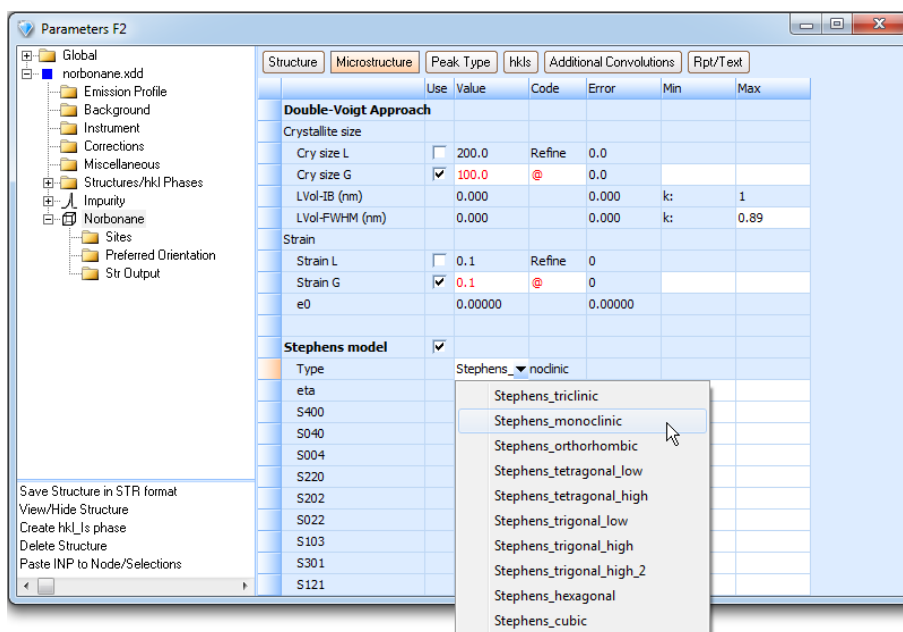 Parameters F2
Global
norbonane.xdd
Emission Profile
Background
Instrument
Corrections
Miscellaneous
Structures/hkl Phases
Impurity
Norbonane
Sites
Preferred Orientation
Str Output
Save Structure in STR format
View/Hide Structure
Create hkl_Is phase
Delete Structure
Paste INP to Node/Selections
Structure Microstructure Peak Type hkls Additional Convolutions Rpt/Text
Use Value Code Error Min Max
Double-Voigt Approach
Crystallite size
Cry size L 200.0 Refine 0.0
Cry size G 100.0 @ 0.0
LVol-IB (nm) 0.000 0.000 k: 1
LVol-FWHM (nm) 0.000 0.000 k: 0.89
Strain
Strain L 0.1 Refine 0
Strain G 0.1 @ 0
e0 0.00000 0.00000
Stephens model
Type Stephens_ noclinic
eta
S400
S040
S004
S220
S202
S022
S103
S301
S121
Stephens_triclinic
Stephens_monoclinic
Stephens_orthorhombic
Stephens_tetragonal_low
Stephens_tetragonal_high
Stephens_trigonal_low
Stephens_trigonal_high
Stephens_trigonal_high_2
Stephens_hexagonal
Stephens_cubic